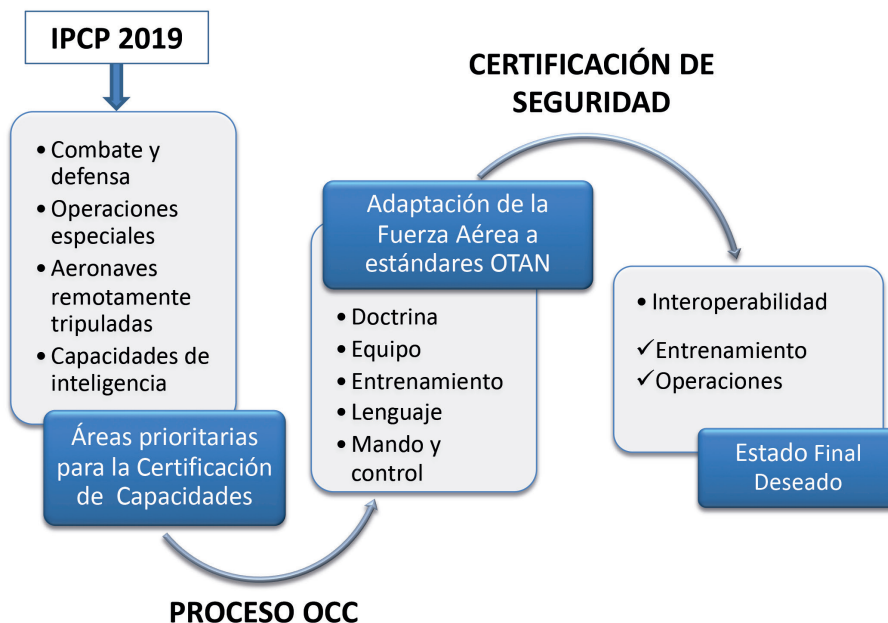 IPCP 2019
• Combate y
defensa
• Operaciones
especiales
• Aeronaves
remotamente
tripuladas
• Capacidades de
inteligencia
Áreas prioritarias
para la Certificación
de Capacidades
PROCESO OCC
Adaptación de la
Fuerza Aérea a
estándares OTAN
• Doctrina
• Equipo
• Entrenamiento
• Lenguaje
• Mando y
control
CERTIFICACIÓN DE
SEGURIDAD
• Interoperabilidad
✓ Entrenamiento
✓ Operaciones
Estado Final
Deseado